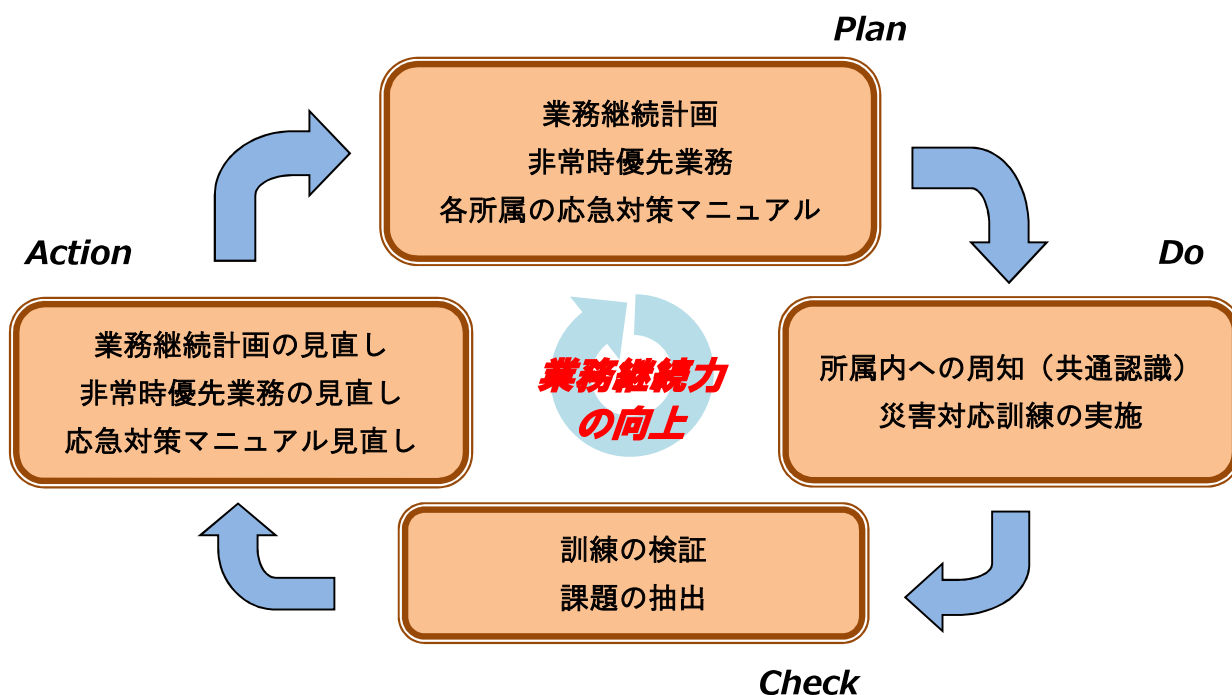 Plan
業務継続計画
非常時優先業務
各所属の応急対策マニュアル
Do
所属内への周知（共通認識）
災害対応訓練の実施
Check
訓練の検証
課題の抽出
Action
業務継続計画の見直し
非常時優先業務の見直し
応急対策マニュアル見直し
業務継続力
の向上